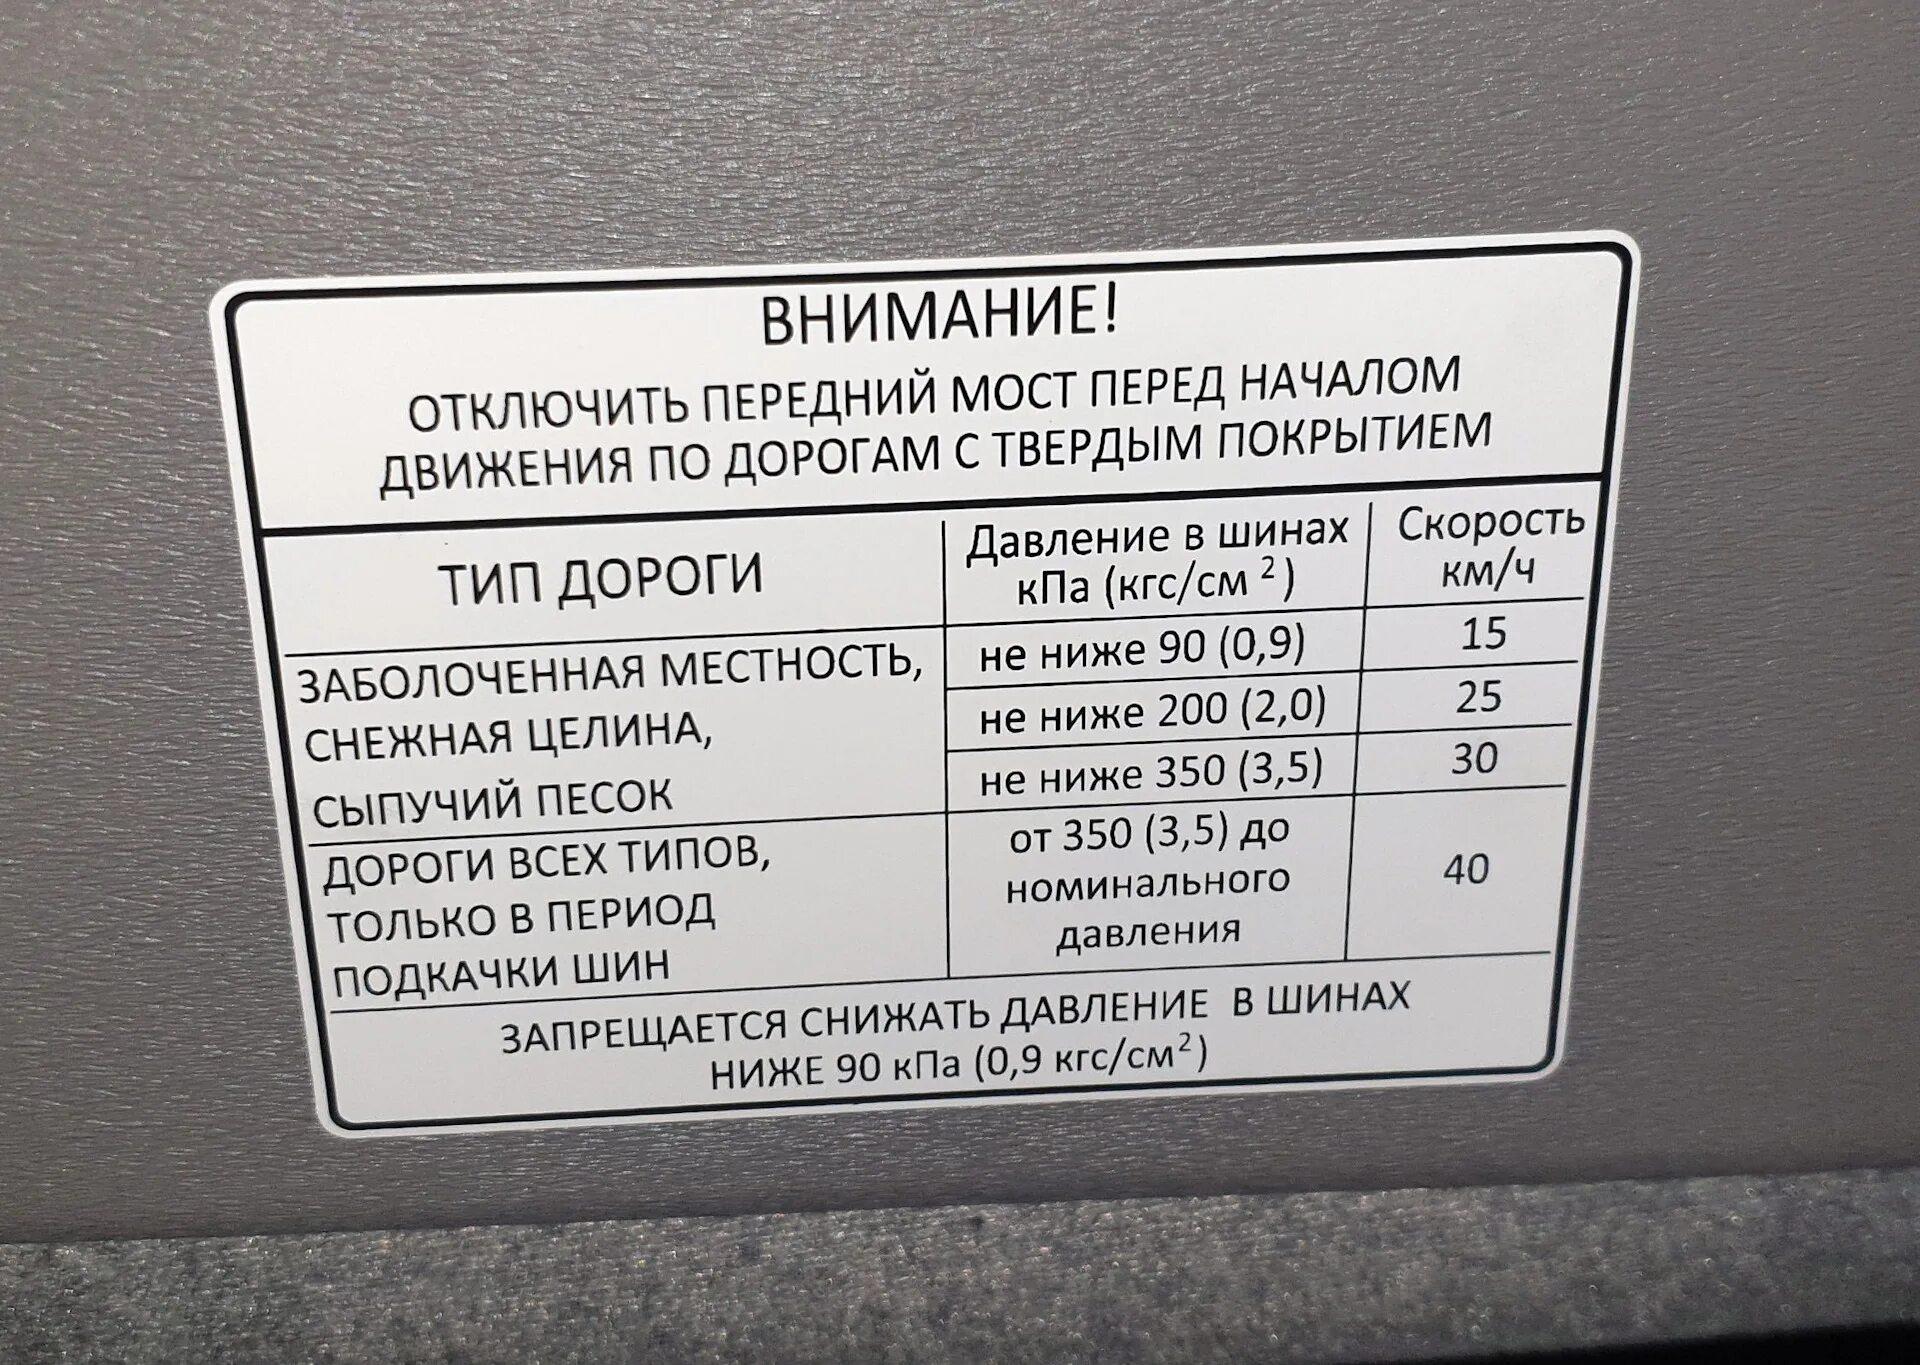 ВНИМАНИЕ!
ОТКЛЮЧИТЬ ПЕРЕДНИЙ МОСТ ПЕРЕД НАЧАЛОМ
ДВИЖЕНИЯ ПО ДОРОГАМ С ТВЕРДЫМ ПОКРЫТИЕМ
ТИП ДОРОГИ
Давление в шинах
кПа (кгс/см²)
Скорость
км/ч
ЗАБОЛОЧЕННАЯ МЕСТНОСТЬ,
СНЕЖНАЯ ЦЕЛИНА,
СЫПУЧИЙ ПЕСОК
не ниже 90 (0,9)
15
не ниже 200 (2,0)
25
не ниже 350 (3,5)
30
ДОРОГИ ВСЕХ ТИПОВ,
ТОЛЬКО В ПЕРИОД
ПОДКАЧКИ ШИН
от 350 (3,5) до
номинального
давления
40
ЗАПРЕЩАЕТСЯ СНИЖАТЬ ДАВЛЕНИЕ В ШИНАХ
НИЖЕ 90 кПа (0,9 кгс/см²)